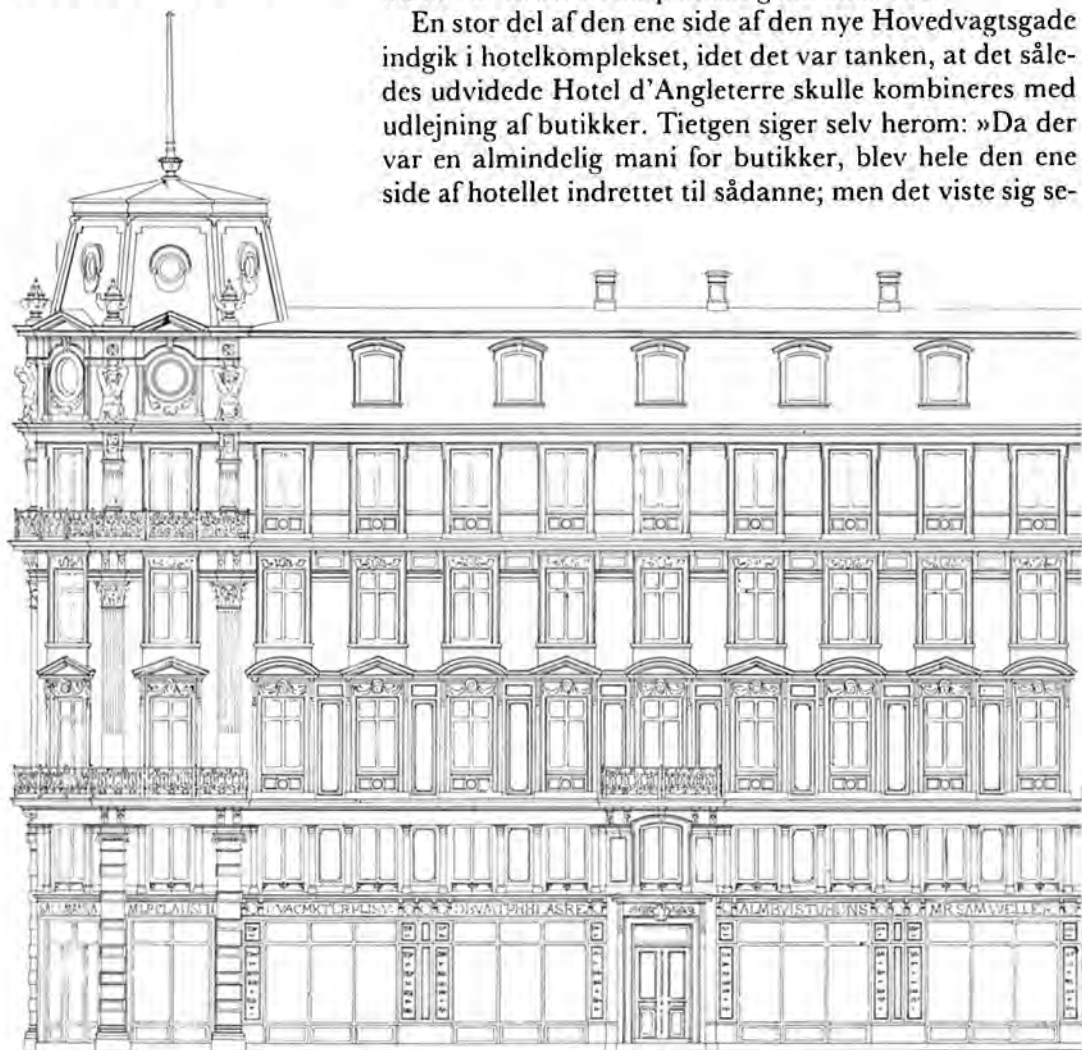 En stor del af den ene side af den nye Hovedvagtsgade
indgik i hotelkomplekset, idet det var tanken, at det såle-
des udvidede Hotel d'Angleterre skulle kombineres med
udlejning af butikker. Tietgen siger selv herom: »Da der
var en almindelig mani for butikker, blev hele den ene
side af hotellet indrettet til sådanne; men det viste sig se-
MR SAM WELLER